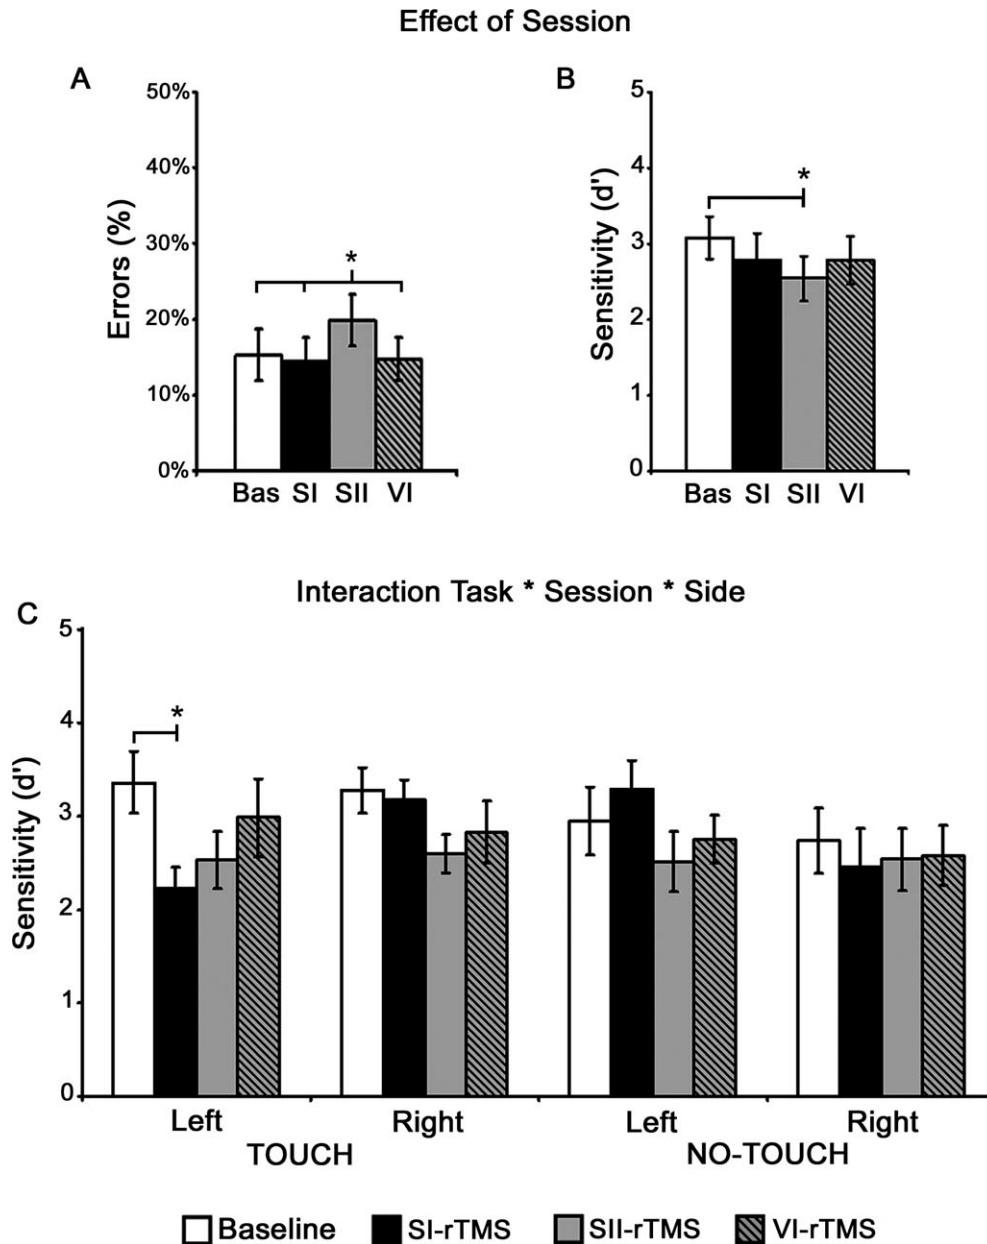 Effect of Session
A
50%
40%
30%
20%
10%
0%
Errors (%)
*
Bas SI SII VI
B
5
4
3
2
1
0
Sensitivity (d')
*
Bas SI SII VI
Interaction Task * Session * Side
C
5
4
3
2
1
0
Sensitivity (d')
*
Left Right Left Right
TOUCH NO-TOUCH
Baseline SI-rTMS SII-rTMS VI-rTMS